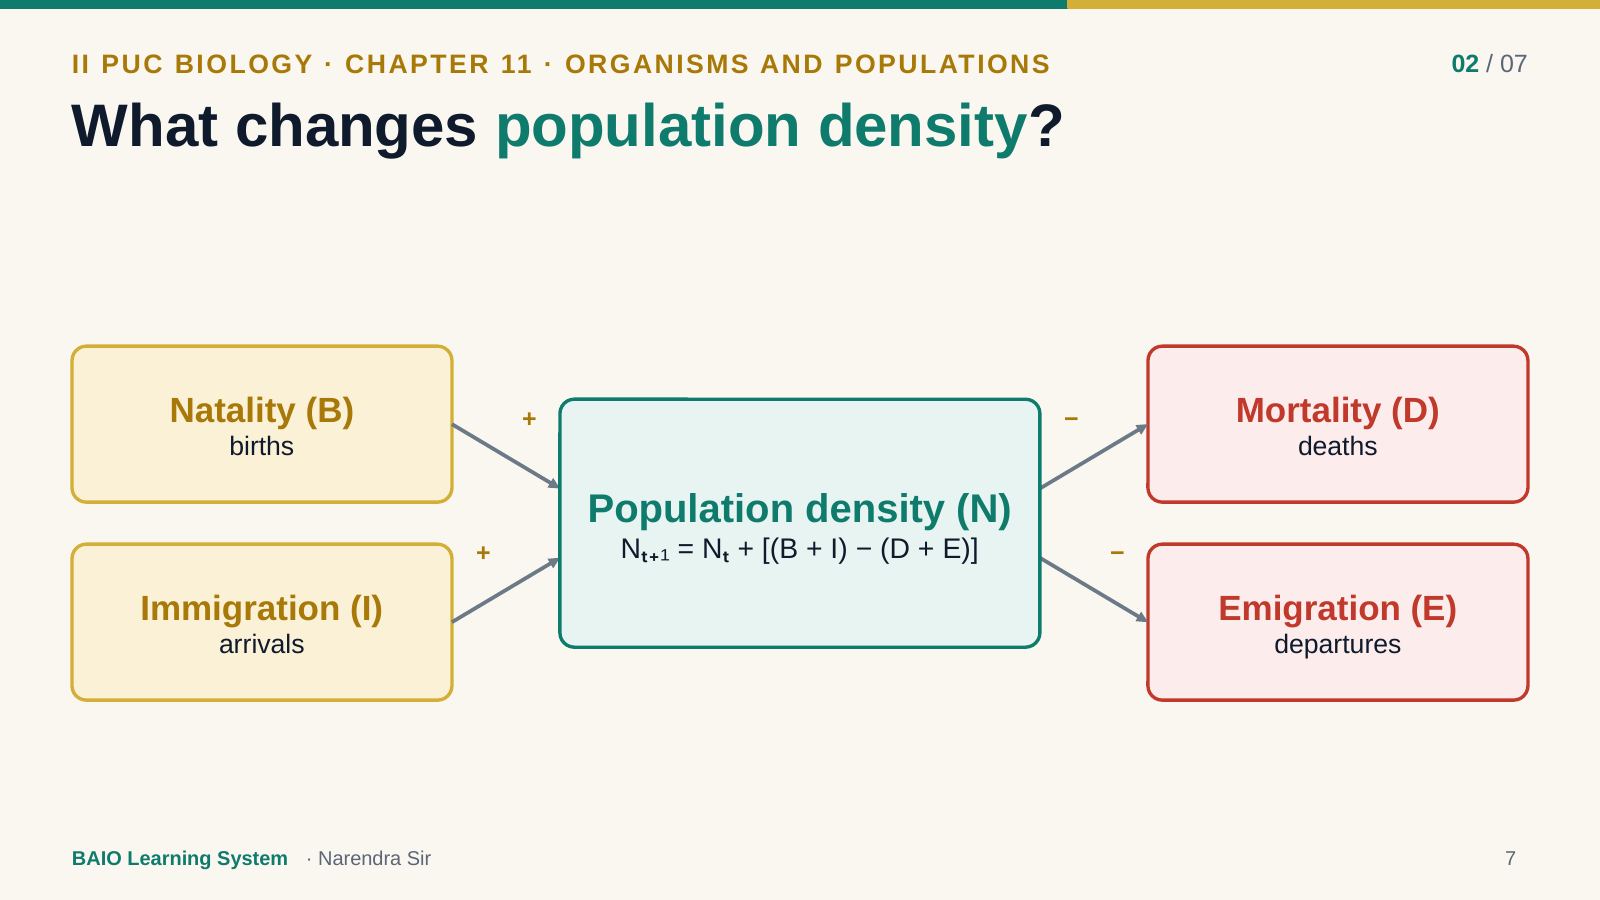 II PUC BIOLOGY · CHAPTER 11 · ORGANISMS AND POPULATIONS
02 / 07
What changes population density?
Natality (B)
births
+
Immigration (I)
arrivals
+
Population density (N)
Nₜ₊₁ = Nₜ + [(B + I) − (D + E)]
−
Mortality (D)
deaths
−
Emigration (E)
departures
BAIO Learning System · Narendra Sir
7